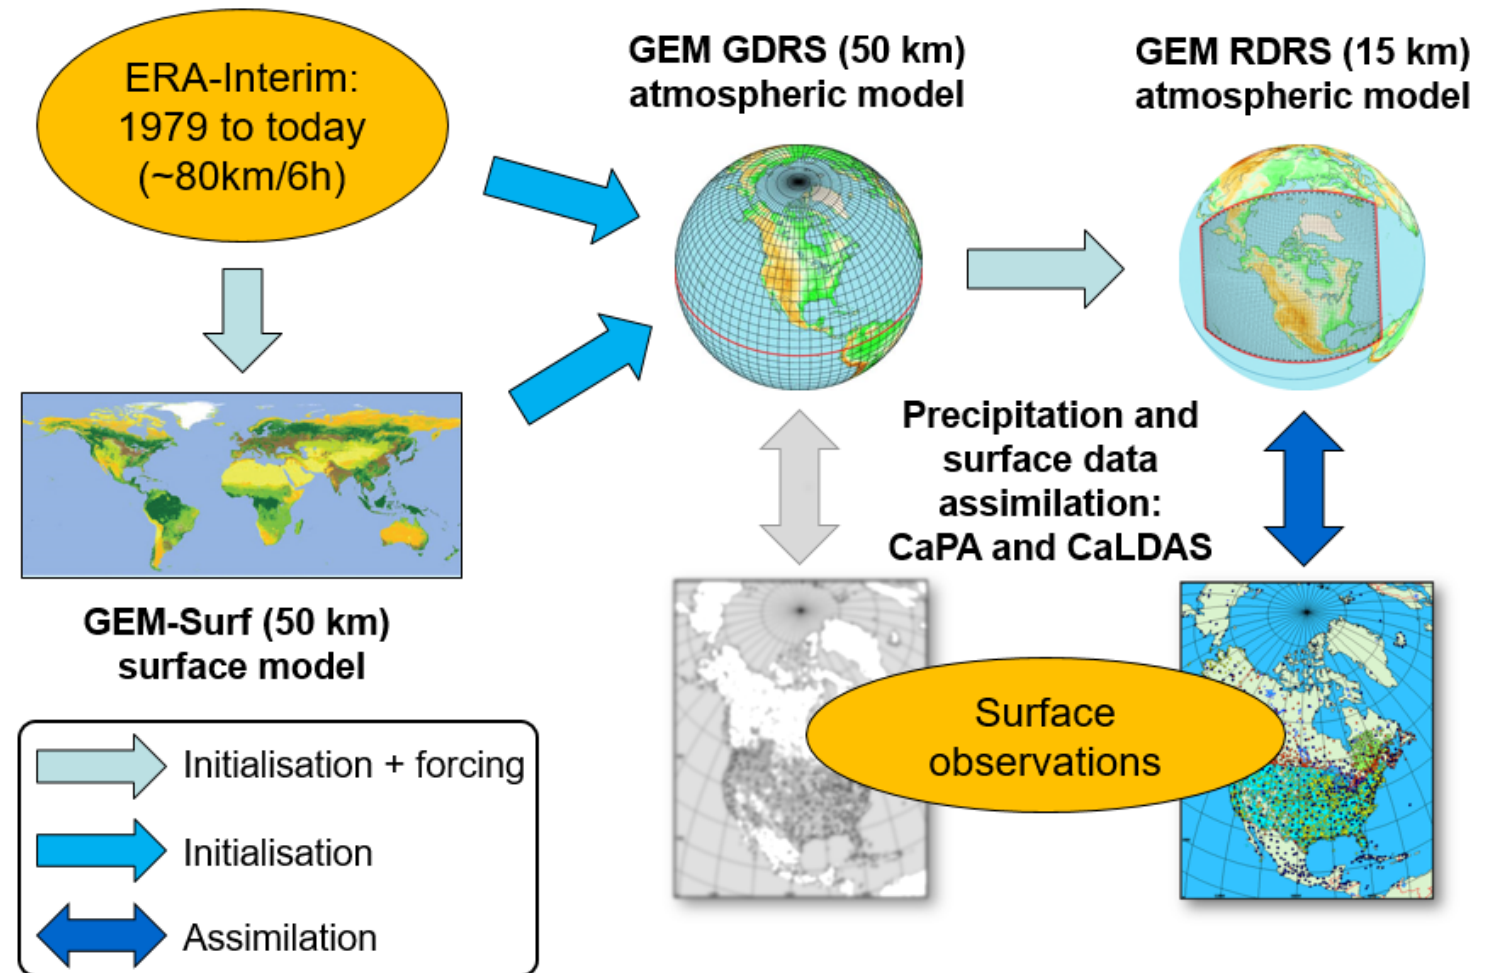 ERA-Interim:
1979 to today
(~80km/6h)
GEM GDRS (50 km)
atmospheric model
GEM RDRS (15 km)
atmospheric model
Precipitation and
surface data
assimilation:
CaPA and CaLDAS
GEM-Surf (50 km)
surface model
Surface
observations
Initialisation + forcing
Initialisation
Assimilation